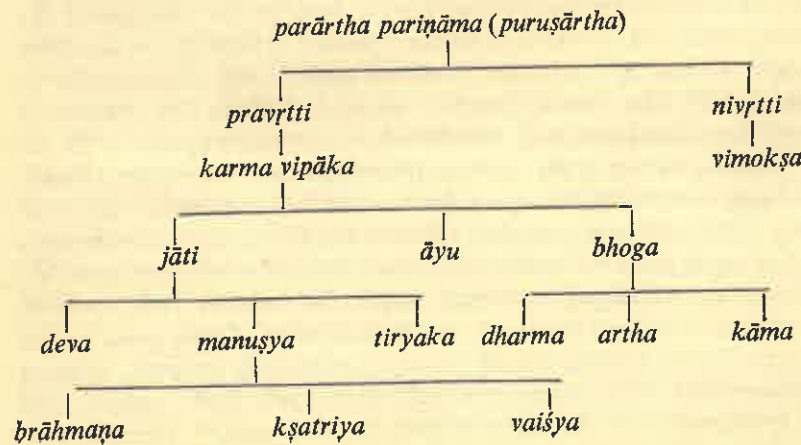 parārtha pariṇāma (puruṣārtha)
pravṛtti nivṛtti
karma vipāka vimokṣa
jāti āyu bhoga
deva manuṣya tiryaka dharma artha kāma
brāhmaṇa kṣatriya vaiśya